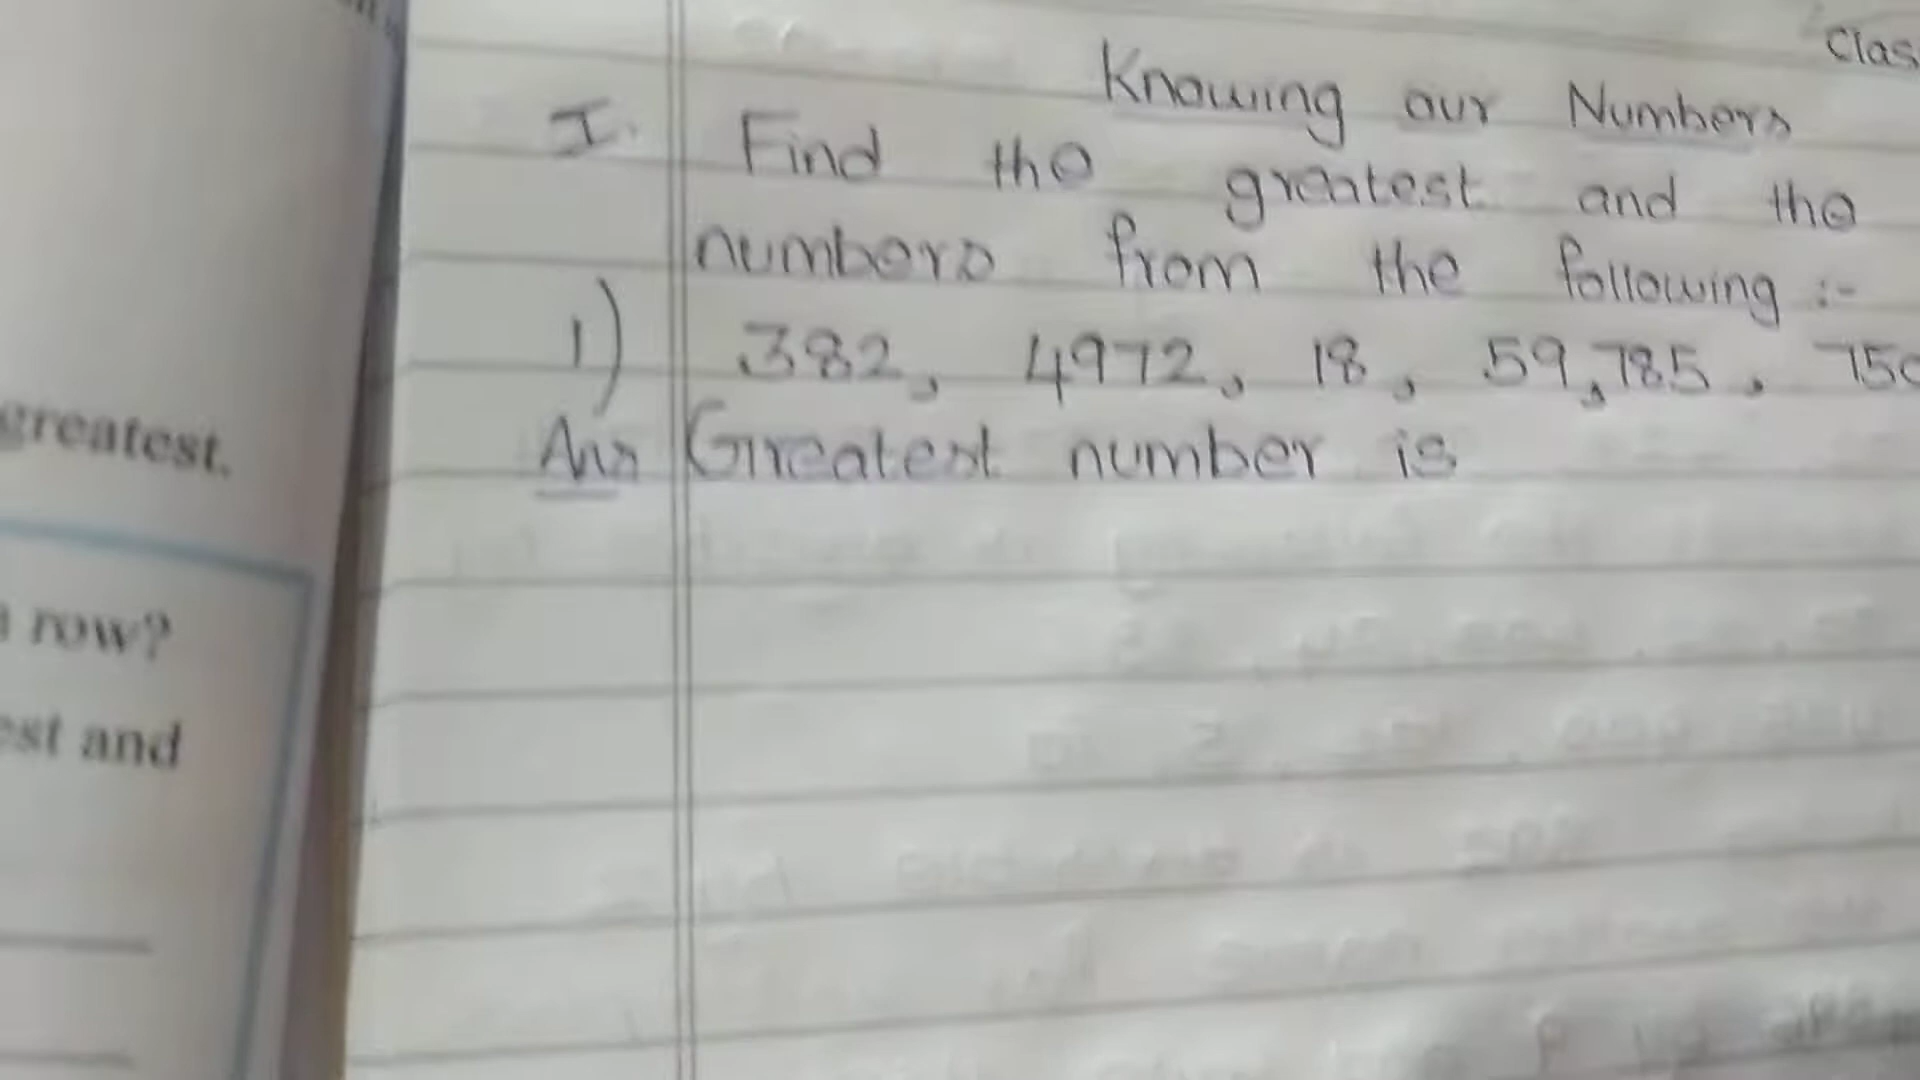 Clas
Knowing our Numbers
I. Find the greatest and the
numbers from the following :-
1) 382, 4972, 18, 59,785, 750
Ans Greatest number is
greatest.
row?
est and